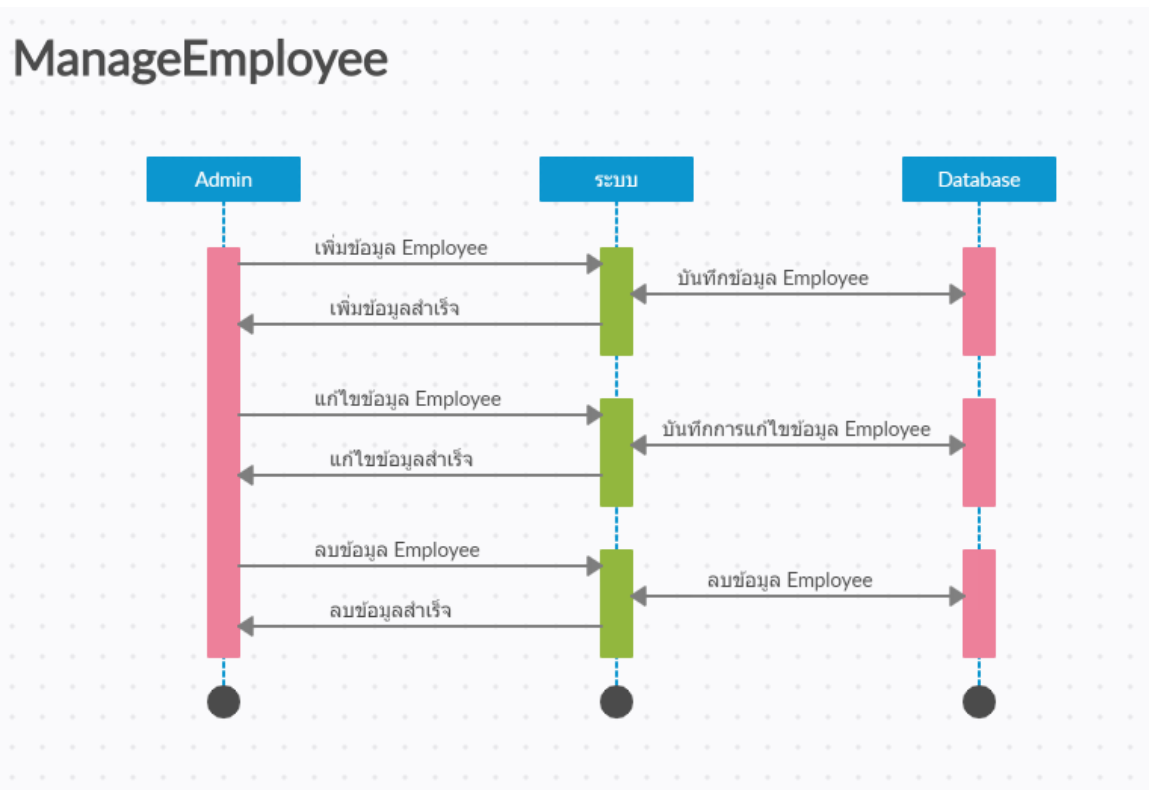 ManageEmployee
Admin
ระบบ
Database
เพิ่มข้อมูล Employee
บันทึกข้อมูล Employee
เพิ่มข้อมูลสำเร็จ
แก้ไขข้อมูล Employee
บันทึกการแก้ไขข้อมูล Employee
แก้ไขข้อมูลสำเร็จ
ลบข้อมูล Employee
ลบข้อมูล Employee
ลบข้อมูลสำเร็จ